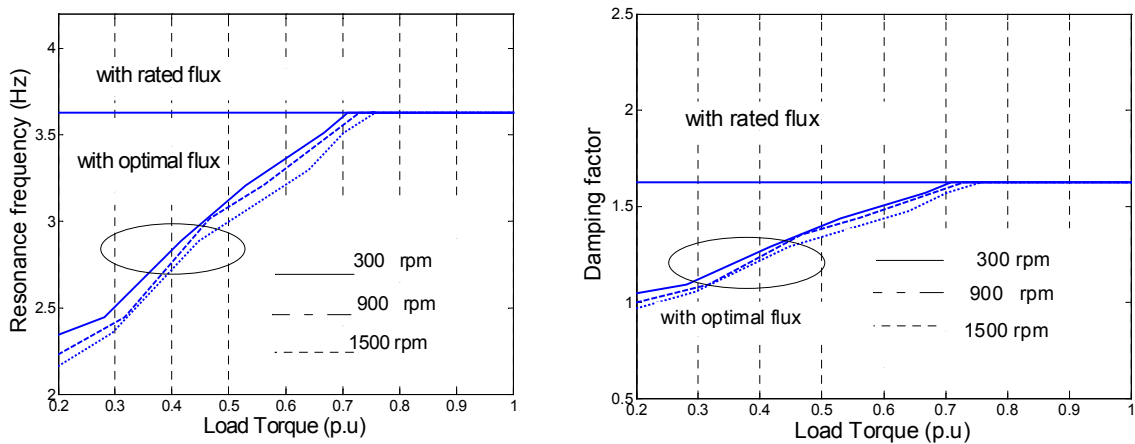 4
3.5
3
2.5
2
Resonance frequency (Hz)
with rated flux
with optimal flux
300 rpm
900 rpm
1500 rpm
0.2 0.3 0.4 0.5 0.6 0.7 0.8 0.9 1
Load Torque (p.u)
2.5
2
1.5
1
0.5
Damping factor
with rated flux
with optimal flux
300 rpm
900 rpm
1500 rpm
0.2 0.3 0.4 0.5 0.6 0.7 0.8 0.9 1
Load Torque (p.u)